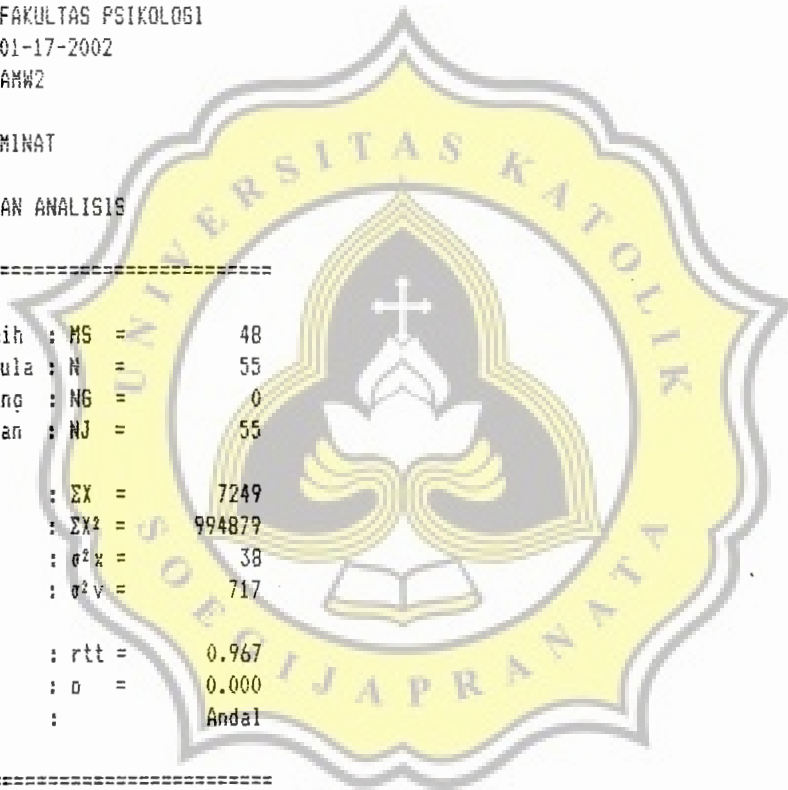 FAKULTAS PSIKOLOGI
01-17-2002
AMW2
MINAT
AN ANALISIS
========================
ih : MS = 48
ula : N = 55
ng : NG = 0
an : NJ = 55
: ΣX = 7249
: ΣX² = 994879
: σ²x = 38
: σ²y = 717
: rtt = 0.967
: p = 0.000
: Andal
========================
UNIVERSITAS KATOLIK
SOEGIJAPRANATA